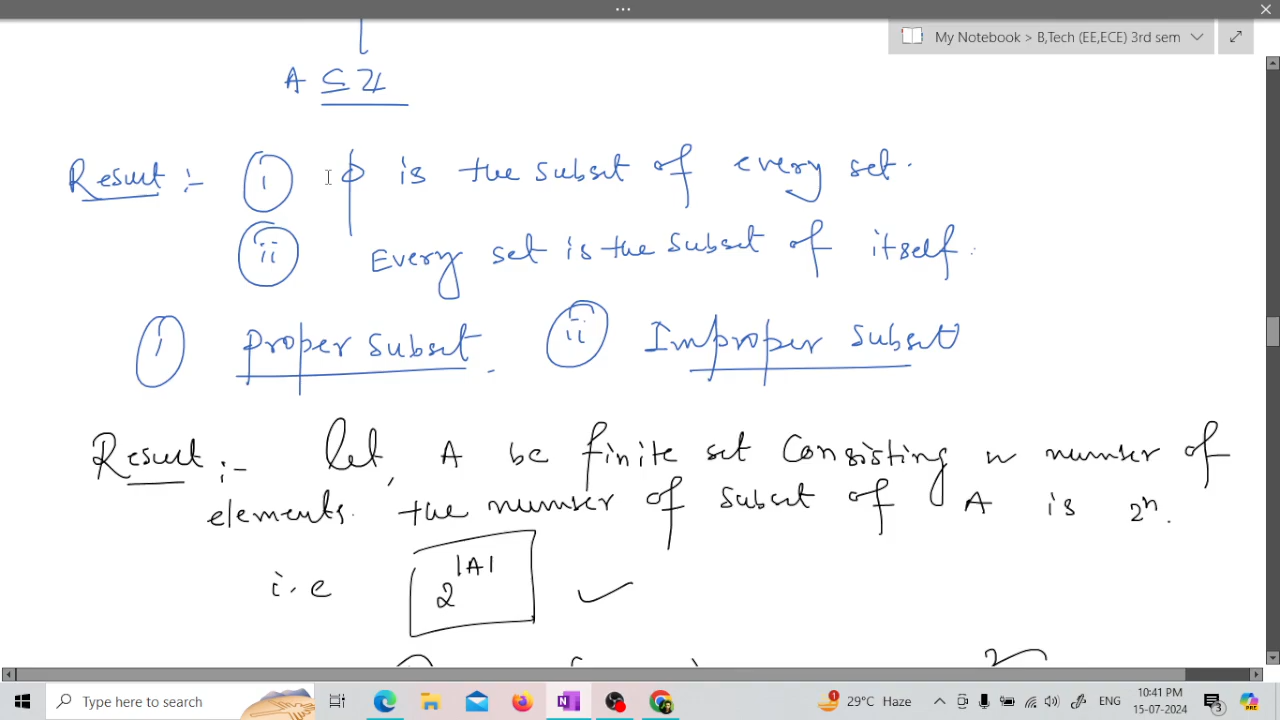 ...
My Notebook > B,Tech (EE,ECE) 3rd sem
A ⊆ ℤ
Result :- (i) ϕ is the subset of every set.
(ii) Every set is the subset of itself.
(i) Proper subset. (ii) Improper subset
Result :- let, A be finite set Consisting n number of
elements. the number of subset of A is 2ⁿ.
i.e 2^|A| ✓
Type here to search
1
29°C Haze
ENG
10:41 PM
15-07-2024
3
PRE